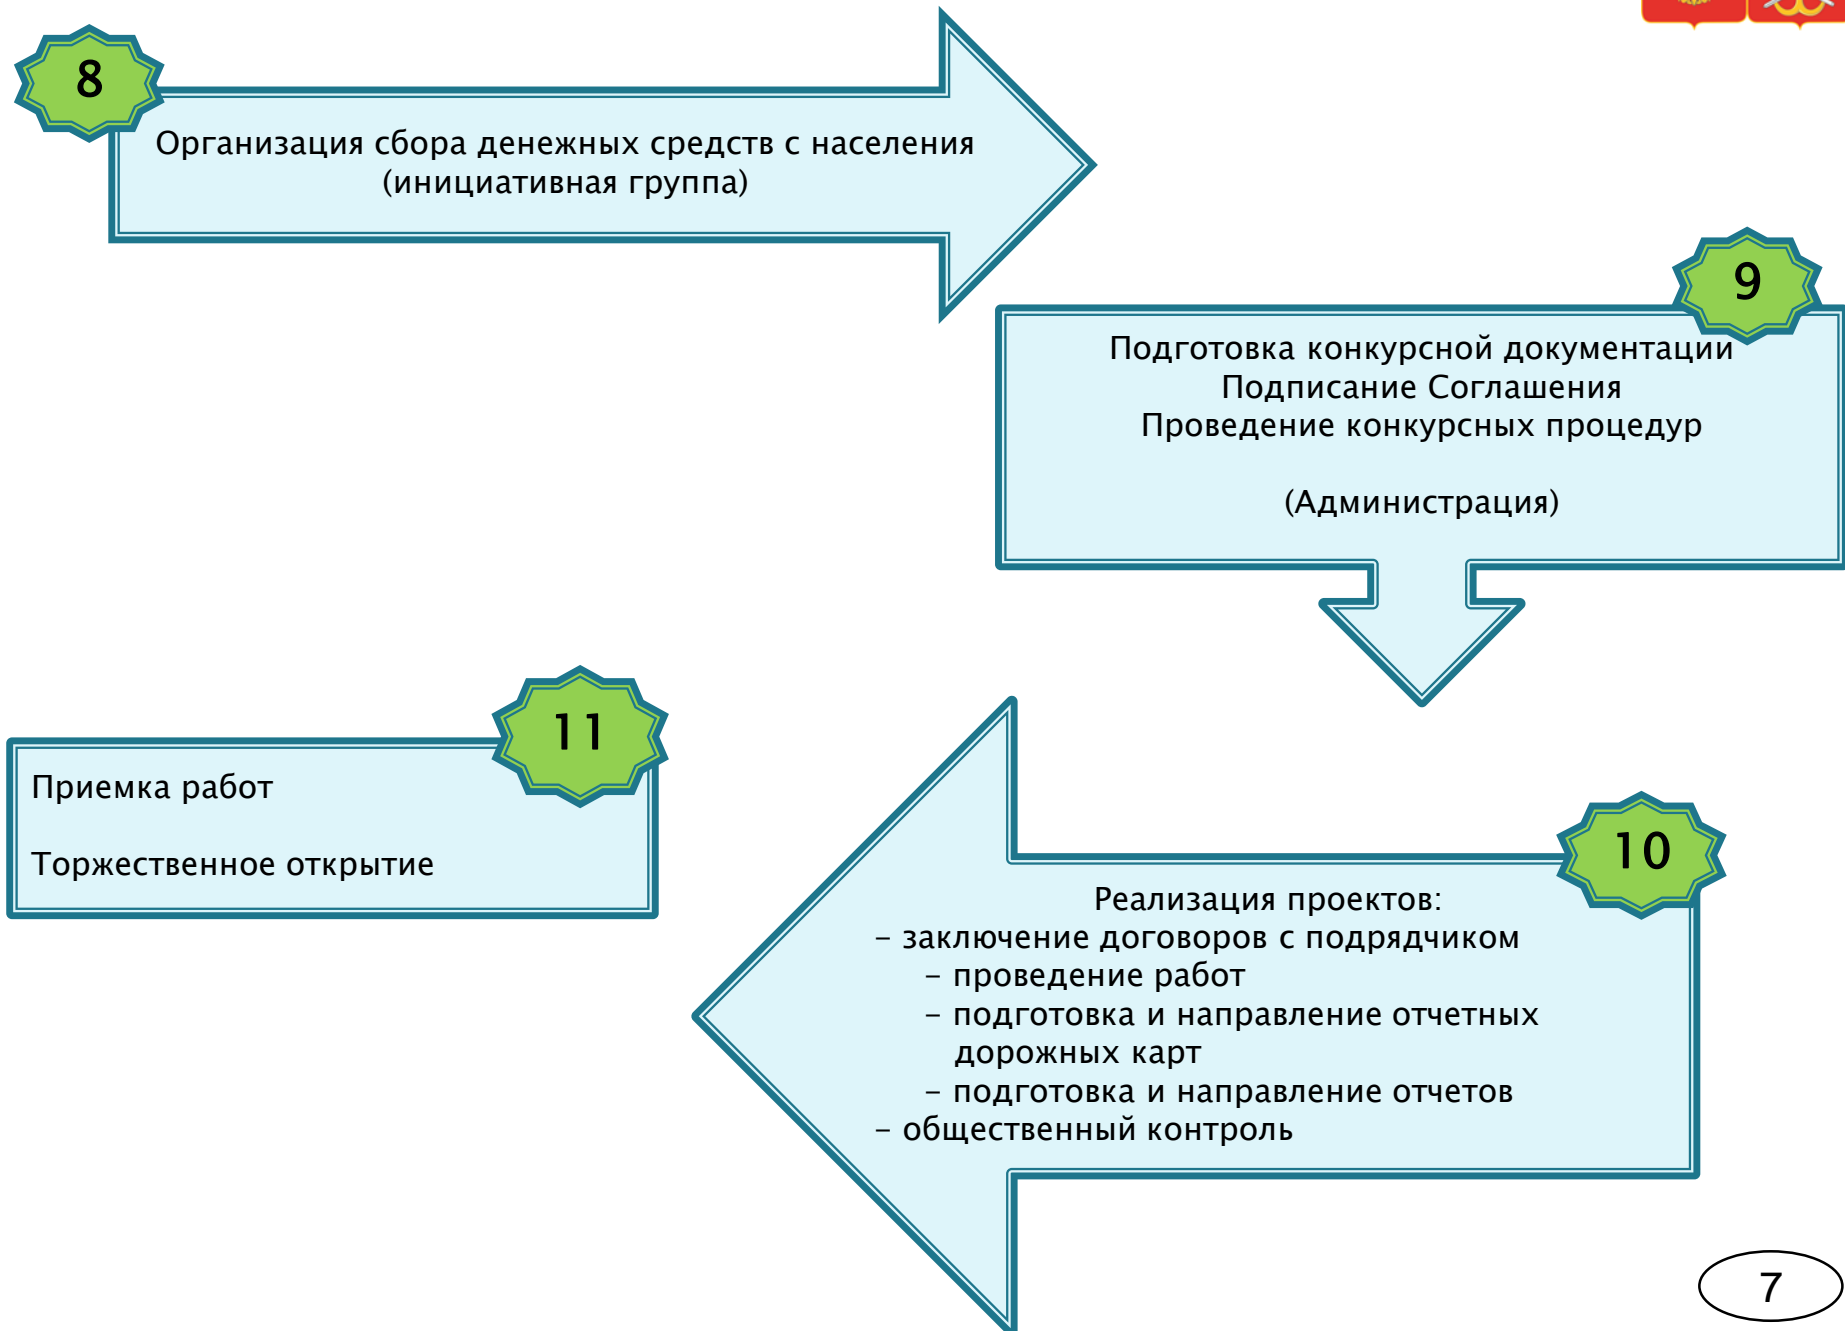 8
Организация сбора денежных средств с населения
(инициативная группа)
9
Подготовка конкурсной документации
Подписание Соглашения
Проведение конкурсных процедур
(Администрация)
10
Реализация проектов:
– заключение договоров с подрядчиком
– проведение работ
– подготовка и направление отчетных
дорожных карт
– подготовка и направление отчетов
– общественный контроль
11
Приемка работ
Торжественное открытие
7